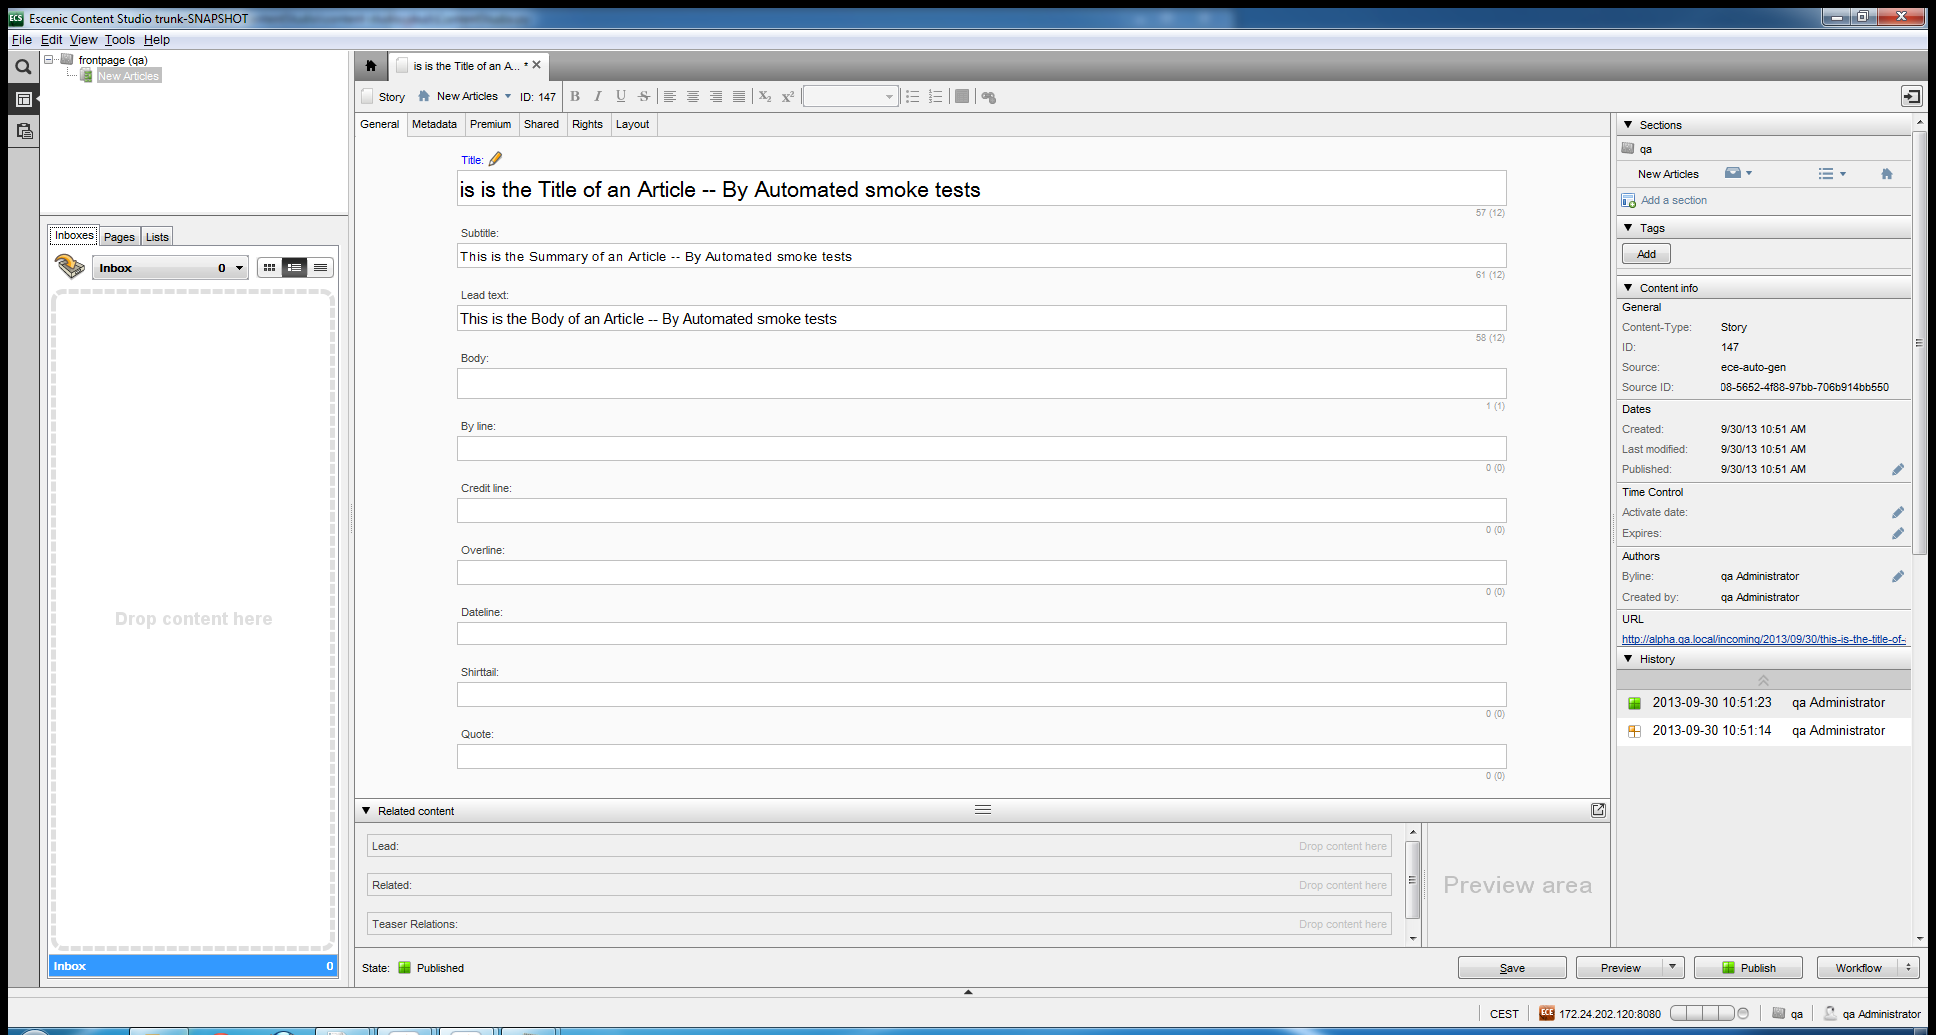 Escenic Content Studio trunk-SNAPSHOT
File Edit View Tools Help
frontpage (qa)
New Articles
Inboxes Pages Lists
Inbox 0
Drop content here
Inbox 0
is is the Title of an A... *
Story New Articles ID: 147 B I U S X2 X2
General Metadata Premium Shared Rights Layout
Title:
is is the Title of an Article -- By Automated smoke tests
57 (12)
Subtitle:
This is the Summary of an Article -- By Automated smoke tests
61 (12)
Lead text:
This is the Body of an Article -- By Automated smoke tests
58 (12)
Body:
1 (1)
By line:
0 (0)
Credit line:
0 (0)
Overline:
0 (0)
Dateline:
Shirttail:
0 (0)
Quote:
0 (0)
Related content
Lead: Drop content here
Related: Drop content here
Teaser Relations: Drop content here
Preview area
State: Published
Save Preview Publish Workflow
Sections
qa
New Articles
Add a section
Tags
Add
Content info
General
Content-Type: Story
ID: 147
Source: ece-auto-gen
Source ID: 08-5652-4f88-97bb-706b914bb550
Dates
Created: 9/30/13 10:51 AM
Last modified: 9/30/13 10:51 AM
Published: 9/30/13 10:51 AM
Time Control
Activate date:
Expires:
Authors
Byline: qa Administrator
Created by: qa Administrator
URL
http://alpha.qa.local/incoming/2013/09/30/this-is-the-title-of-
History
2013-09-30 10:51:23 qa Administrator
2013-09-30 10:51:14 qa Administrator
CEST ECE 172.24.202.120:8080 qa qa Administrator